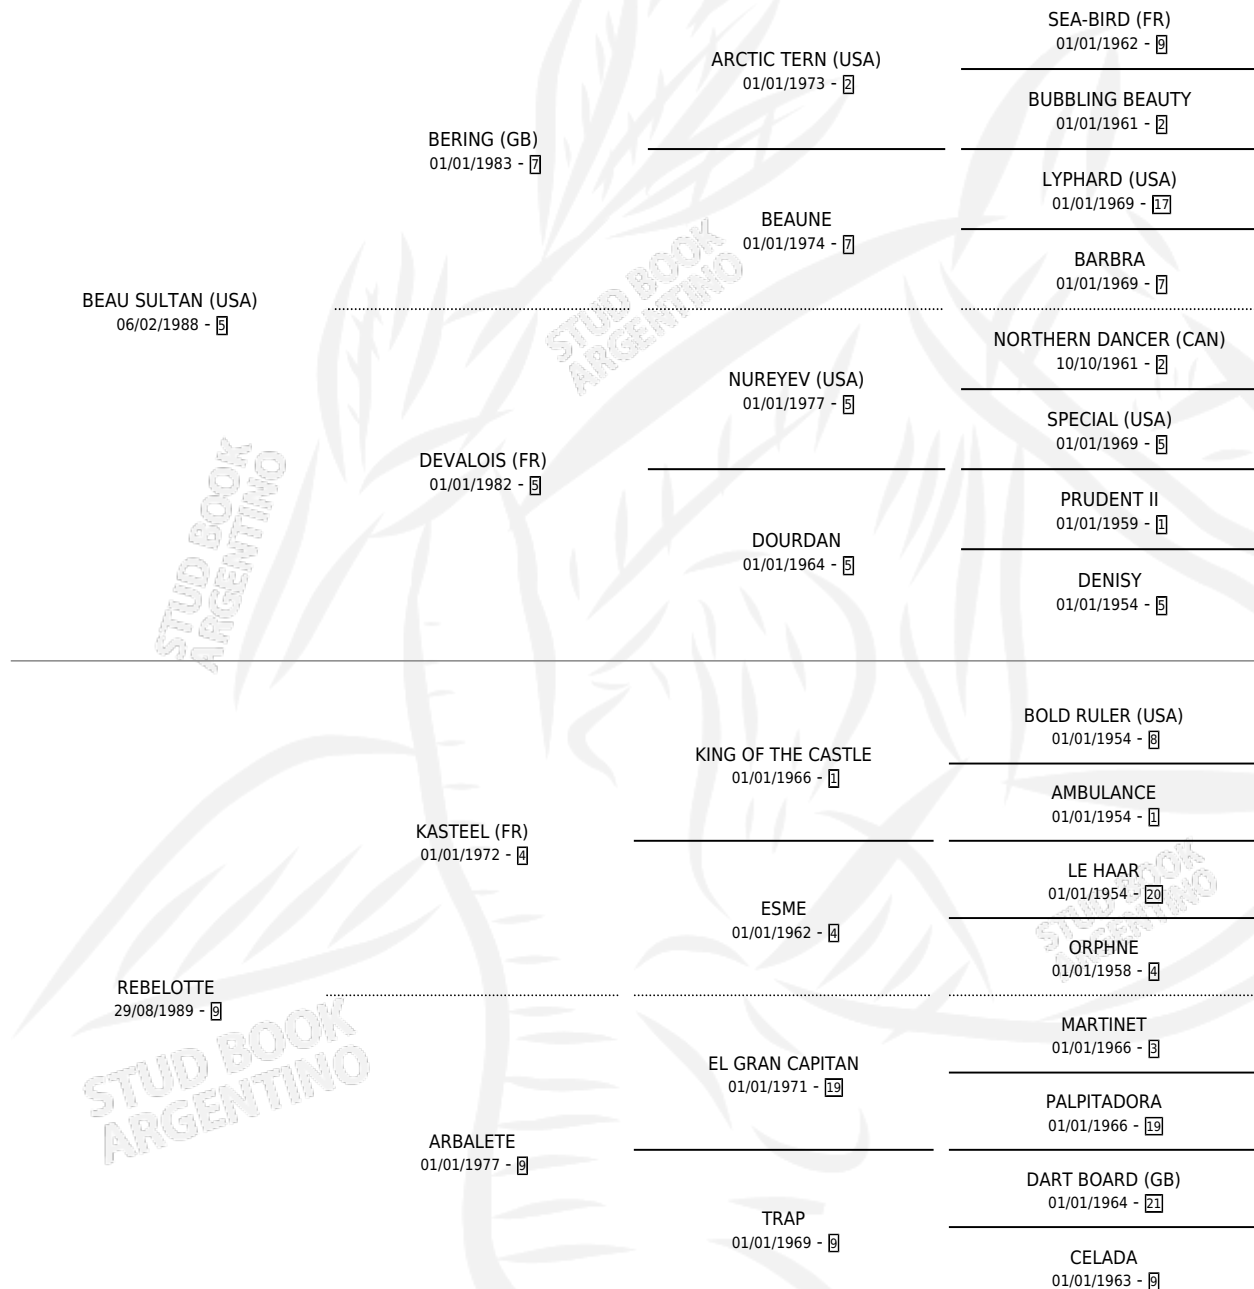 BEAU SULTAN (USA)
06/02/1988 - 5
BERING (GB)
01/01/1983 - 7
ARCTIC TERN (USA)
01/01/1973 - 2
SEA-BIRD (FR)
01/01/1962 - 9
BUBBLING BEAUTY
01/01/1961 - 2
BEAUNE
01/01/1974 - 7
LYPHARD (USA)
01/01/1969 - 17
BARBRA
01/01/1969 - 7
DEVALOIS (FR)
01/01/1982 - 5
NUREYEV (USA)
01/01/1977 - 5
NORTHERN DANCER (CAN)
10/10/1961 - 2
SPECIAL (USA)
01/01/1969 - 5
DOURDAN
01/01/1964 - 5
PRUDENT II
01/01/1959 - 1
DENISY
01/01/1954 - 5
REBELOTTE
29/08/1989 - 9
KASTEEL (FR)
01/01/1972 - 4
KING OF THE CASTLE
01/01/1966 - 1
BOLD RULER (USA)
01/01/1954 - 8
AMBULANCE
01/01/1954 - 1
ESME
01/01/1962 - 4
LE HAAR
01/01/1954 - 20
ORPHNE
01/01/1958 - 4
ARBALETE
01/01/1977 - 9
EL GRAN CAPITAN
01/01/1971 - 19
MARTINET
01/01/1966 - 3
PALPITADORA
01/01/1966 - 19
TRAP
01/01/1969 - 9
DART BOARD (GB)
01/01/1964 - 21
CELADA
01/01/1963 - 9
STUD BOOK
ARGENTINO
STUD BOOK
ARGENTINO
STUD BOOK
ARGENTINO
STUD BOOK
ARGENTINO